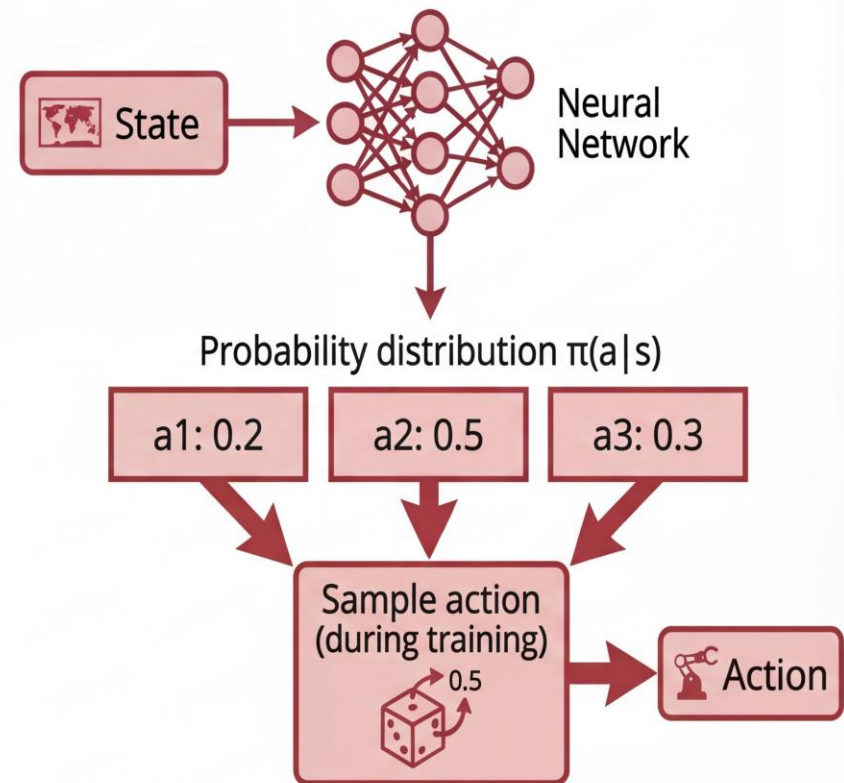 State
Neural
Network
Probability distribution π(a|s)
a1: 0.2
a2: 0.5
a3: 0.3
Sample action
(during training)
0.5
Action